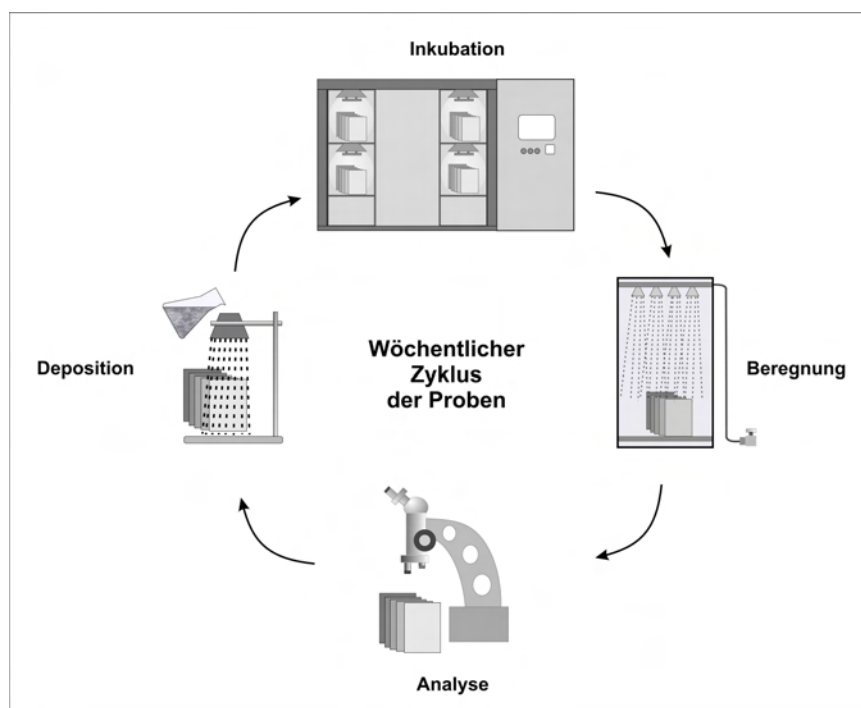 Inkubation
Deposition
Wöchentlicher
Zyklus
der Proben
Beregnung
Analyse